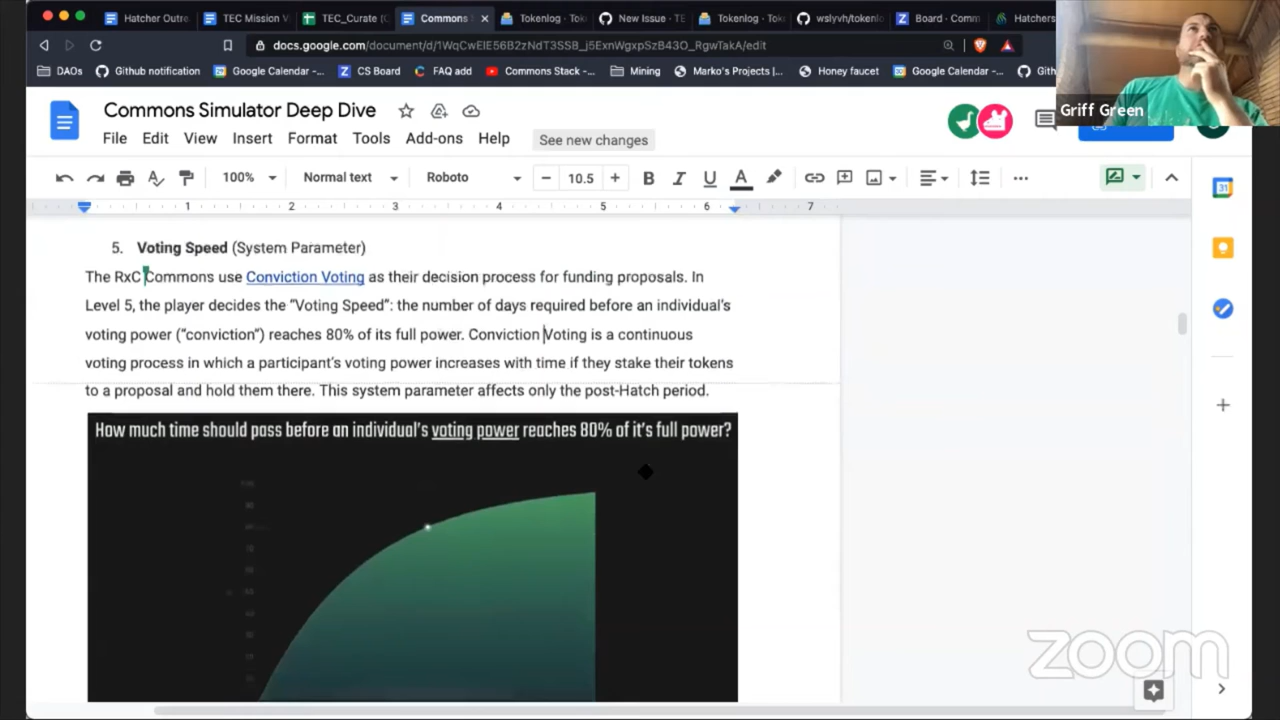 Hatcher Outre
TEC Mission V
TEC_Curate (C
Commons
Tokenlog - Tok
New Issue · TE
Tokenlog - Tok
wslyvh/tokenlo
Board · Comm
Hatchers
docs.google.com/document/d/1WqCwElE56B2zNdT3SSB_j5ExnWgxpSzB43O_RgwTakA/edit
DAOs
Github notification
Google Calendar -...
CS Board
FAQ add
Commons Stack -...
Mining
Marko's Projects |...
Honey faucet
Google Calendar -...
Gith
Griff Green
Commons Simulator Deep Dive
File Edit View Insert Format Tools Add-ons Help
See new changes
100% Normal text Roboto 10.5
1 2 3 4 5 6 7
5. Voting Speed (System Parameter)
The RxC Commons use Conviction Voting as their decision process for funding proposals. In
Level 5, the player decides the “Voting Speed”: the number of days required before an individual's
voting power (“conviction”) reaches 80% of its full power. Conviction Voting is a continuous
voting process in which a participant's voting power increases with time if they stake their tokens
to a proposal and hold them there. This system parameter affects only the post-Hatch period.
How much time should pass before an individual's voting power reaches 80% of it's full power?
zoom